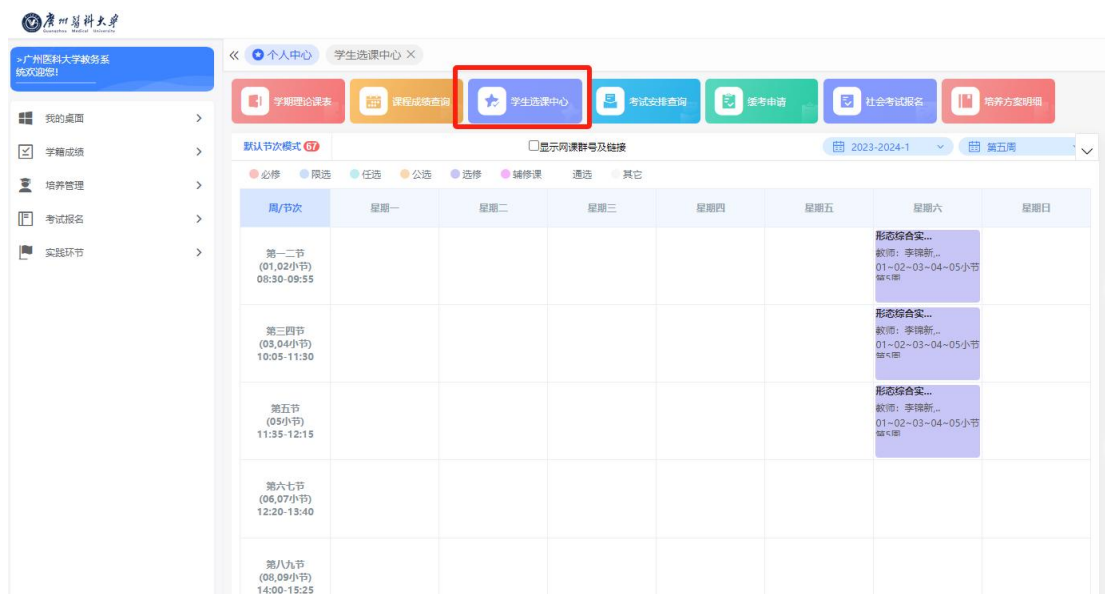 广州医科大学
Guangzhou Medical University
>广州医科大学教务系
统欢迎您!
我的桌面
学籍成绩
培养管理
考试报名
实践环节
个人中心
学生选课中心
学期理论课表
课程成绩查询
学生选课中心
考试安排查询
缓考申请
社会考试报名
培养方案明细
默认节次模式 67
显示网课群号及链接
2023-2024-1
第五周
必修 限选 任选 公选 选修 辅修课 通选 其它
周/节次 星期一 星期二 星期三 星期四 星期五 星期六 星期日
第一二节
(01,02小节)
08:30-09:55
形态综合实...
教师: 李锦新,..
01~02~03~04~05小节
第5周
第三四节
(03,04小节)
10:05-11:30
形态综合实...
教师: 李锦新,..
01~02~03~04~05小节
第5周
第五节
(05小节)
11:35-12:15
形态综合实...
教师: 李锦新,..
01~02~03~04~05小节
第5周
第六七节
(06,07小节)
12:20-13:40
第八九节
(08,09小节)
14:00-15:25